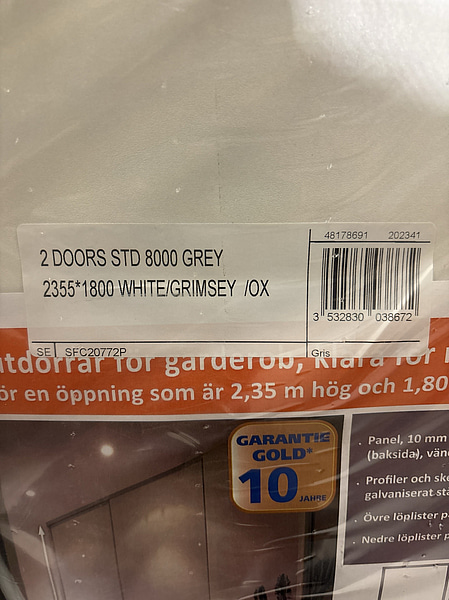 48178691 202341
2 DOORS STD 8000 GREY
2355*1800 WHITE/GRIMSEY /OX
3 532830 038672
SE SFC20772P Gris
utdörrar för garderob, klara för
ör en öppning som är 2,35 m hög och 1,80
GARANTIE
GOLD*
10 JAHRE
. Panel, 10 mm
(baksida), vän
. Profiler och ske
galvaniserat stå
. Övre löplister p
. Nedre löplister p